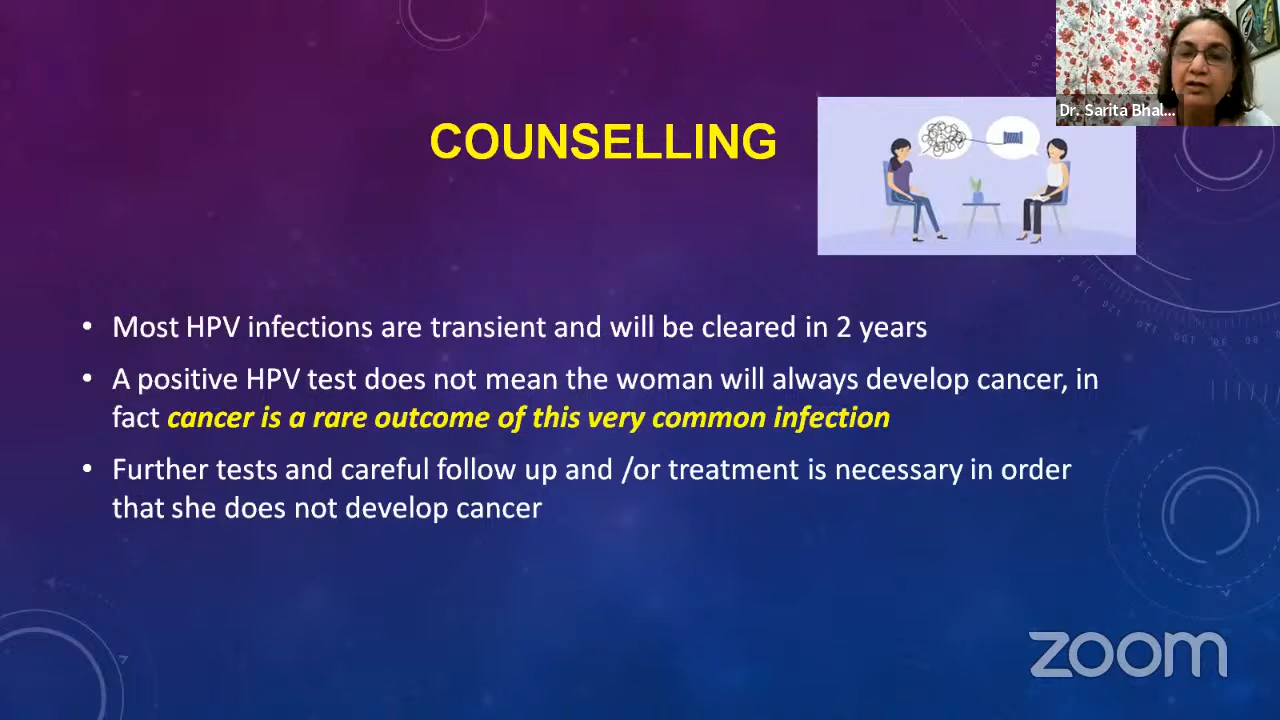 Dr. Sarita Bhal...
COUNSELLING
• Most HPV infections are transient and will be cleared in 2 years
• A positive HPV test does not mean the woman will always develop cancer, in
fact cancer is a rare outcome of this very common infection
• Further tests and careful follow up and /or treatment is necessary in order
that she does not develop cancer
zoom